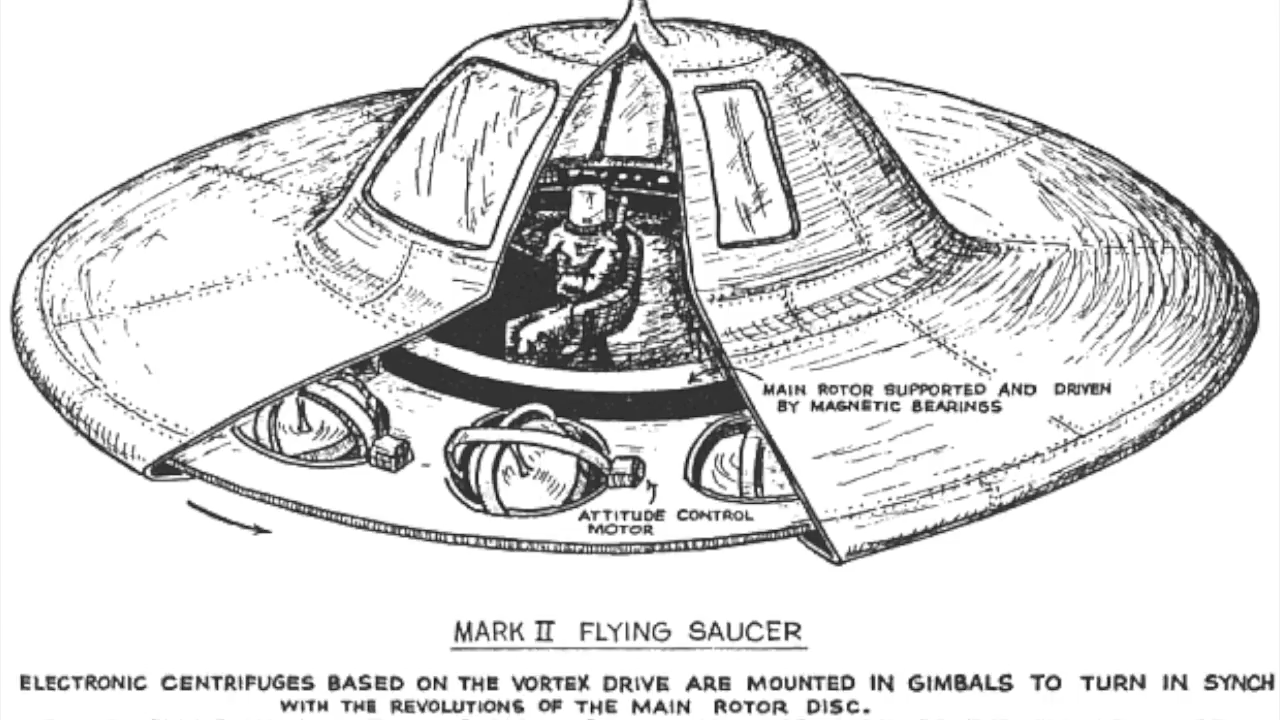 MAIN ROTOR SUPPORTED AND DRIVEN
BY MAGNETIC BEARINGS
ATTITUDE CONTROL
MOTOR
MARK II FLYING SAUCER
ELECTRONIC CENTRIFUGES BASED ON THE VORTEX DRIVE ARE MOUNTED IN GIMBALS TO TURN IN SYNCH
WITH THE REVOLUTIONS OF THE MAIN ROTOR DISC.